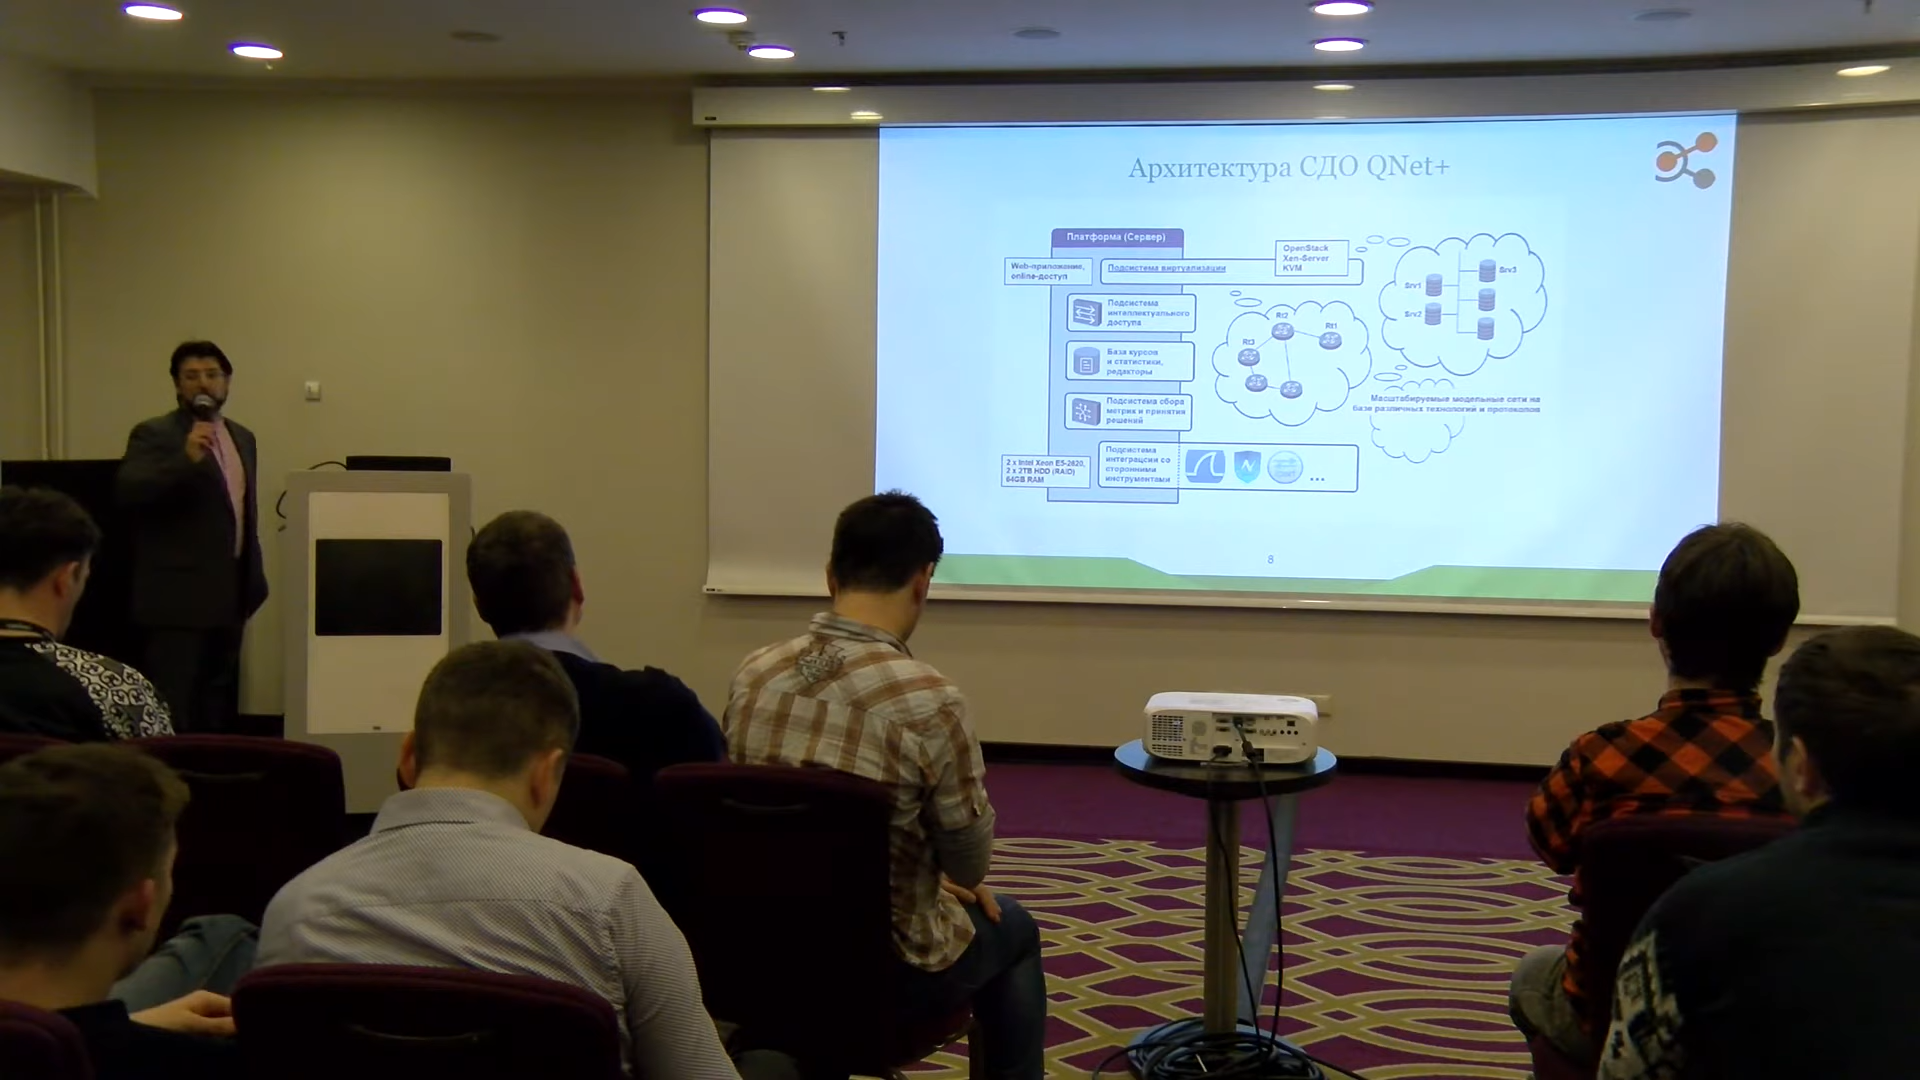 Архитектура СДО QNet+
Платформа (Сервер)
Web-приложение,
online-доступ
Подсистема виртуализации
OpenStack
Xen-Server
KVM
Подсистема
интеллектуального
доступа
База курсов
и статистики,
редакторы
Подсистема сбора
метрик и принятия
решений
2 x Intel Xeon E5-2620,
2 x 2TB HDD (RAID)
64GB RAM
Подсистема
интеграции со
сторонними
инструментами
N
...
Rt2
Rt1
Rt3
Srv1
Srv2
Srv3
Масштабируемые модельные сети на
базе различных технологий и протоколов
8